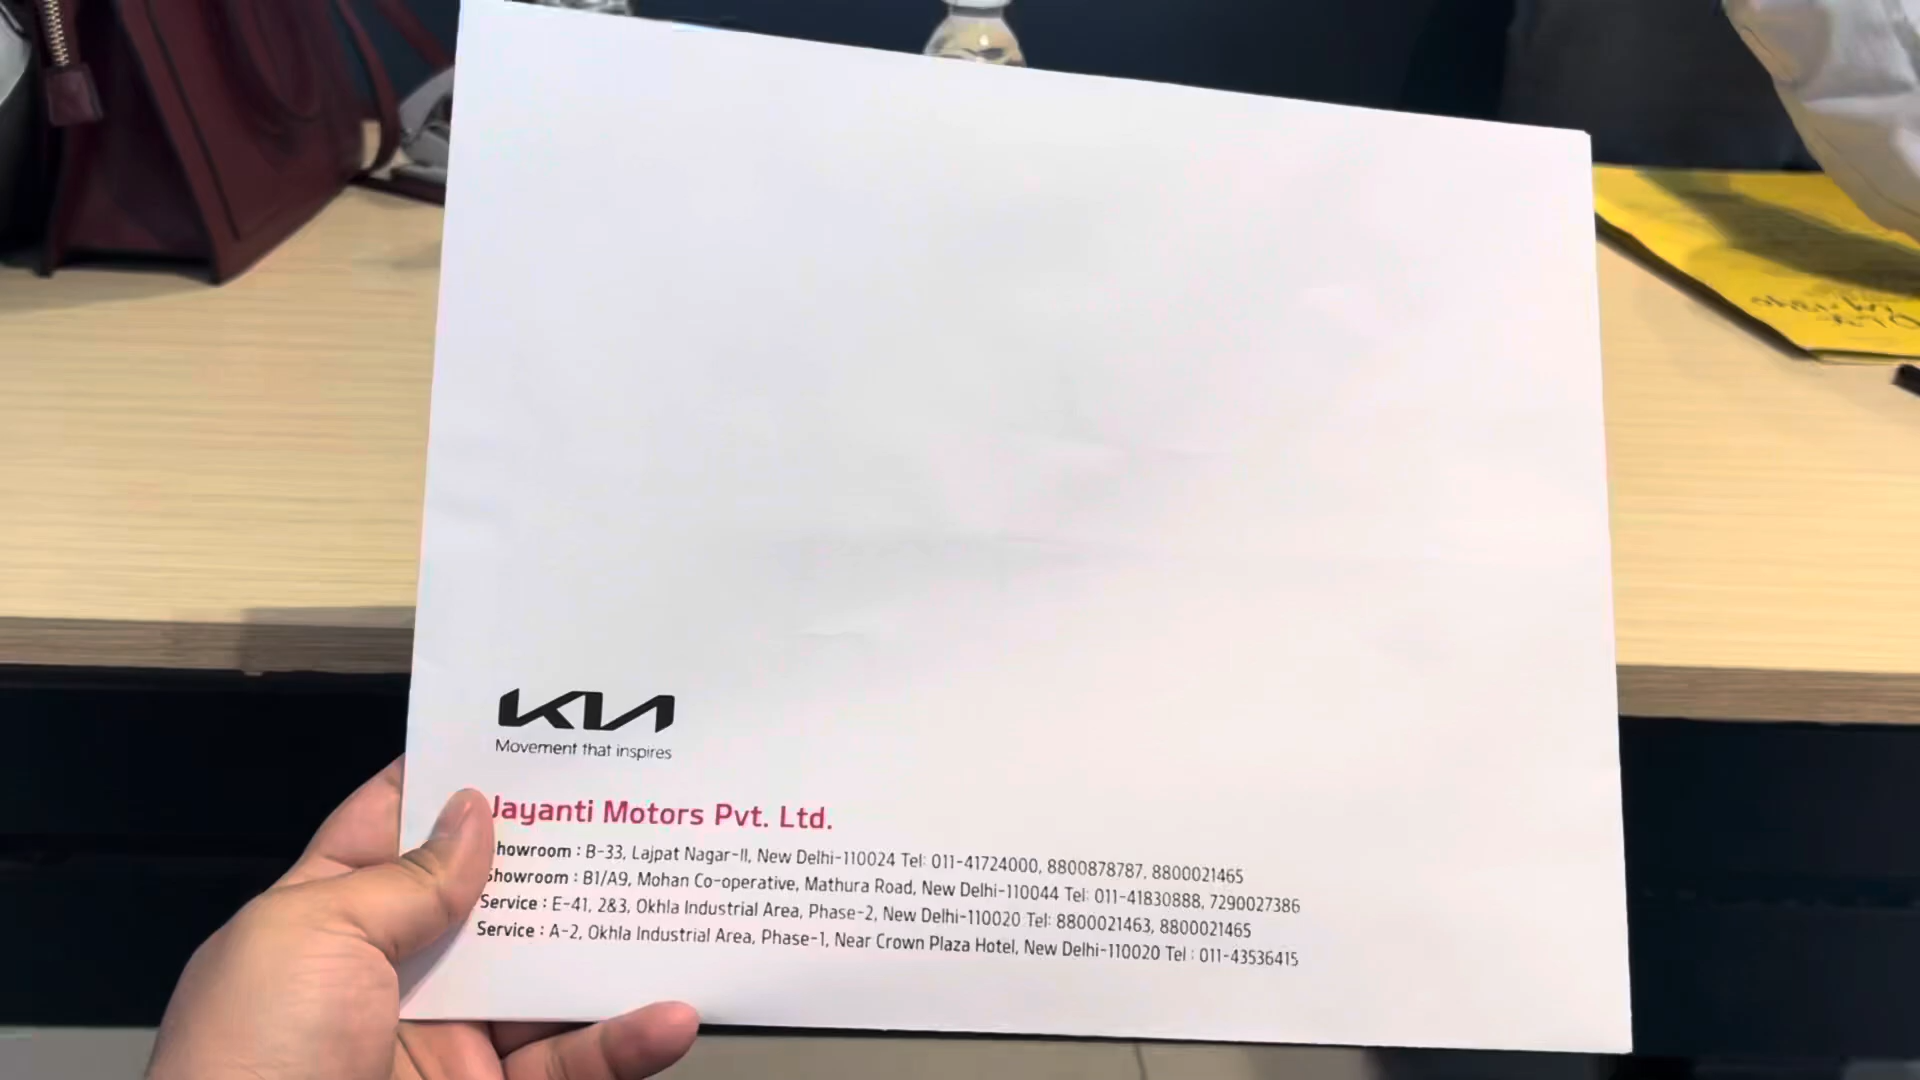 KIA
Movement that inspires
Jayanti Motors Pvt. Ltd.
howroom : B-33, Lajpat Nagar-II, New Delhi-110024 Tel: 011-41724000, 8800878787, 8800021465
Showroom : B1/A9, Mohan Co-operative, Mathura Road, New Delhi-110044 Tel: 011-41830888, 7290027386
Service : E-41, 2&3, Okhla Industrial Area, Phase-2, New Delhi-110020 Tel: 8800021463, 8800021465
Service : A-2, Okhla Industrial Area, Phase-1, Near Crown Plaza Hotel, New Delhi-110020 Tel : 011-43536415